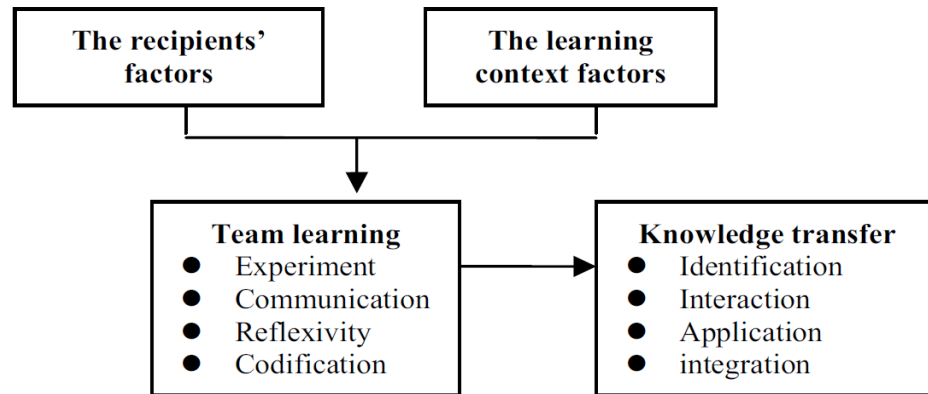 The recipients’
factors
The learning
context factors
Team learning
● Experiment
● Communication
● Reflexivity
● Codification
Knowledge transfer
● Identification
● Interaction
● Application
● integration